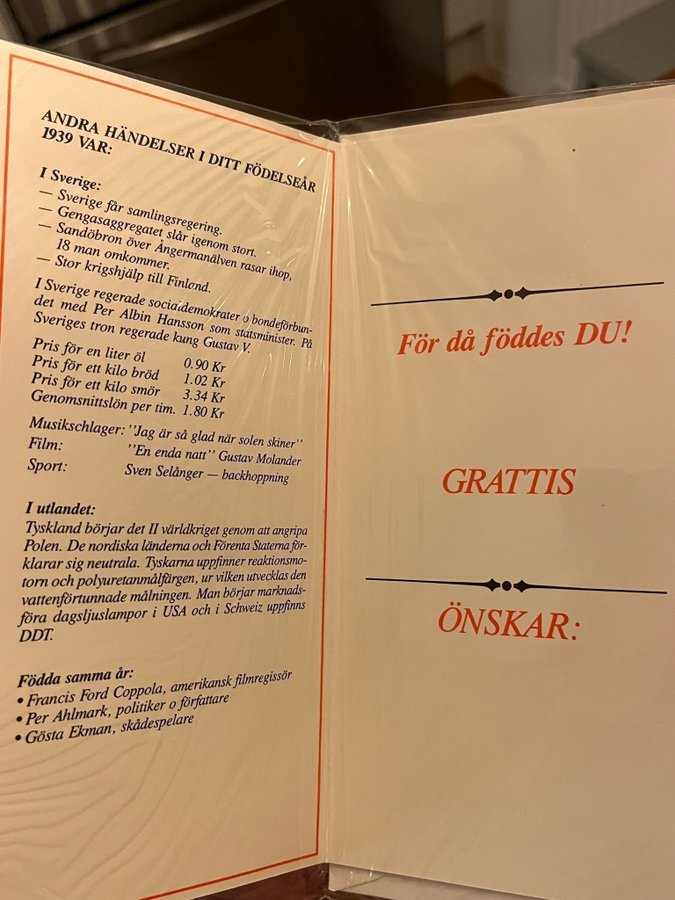 ANDRA HÄNDELSER I DITT FÖDELSEÅR
1939 VAR:
I Sverige:
— Sverige får samlingsregering.
— Gengasaggregatet slår igenom stort.
— Sandöbron över Ångermanälven rasar ihop,
18 man omkommer.
— Stor krigshjälp till Finland.
I Sverige regerade socialdemokrater o bondeförbun-
det med Per Albin Hansson som statsminister. På
Sveriges tron regerade kung Gustav V.
Pris för en liter öl 0.90 Kr
Pris för ett kilo bröd 1.02 Kr
Pris för ett kilo smör 3.34 Kr
Genomsnittslön per tim. 1.80 Kr
Musikschlager: "Jag är så glad när solen skiner"
Film: "En enda natt" Gustav Molander
Sport: Sven Selånger — backhoppning
I utlandet:
Tyskland börjar det II världkriget genom att angripa
Polen. De nordiska länderna och Förenta Staterna för-
klarar sig neutrala. Tyskarna uppfinner reaktionsmo-
torn och polyuretanmålfärgen, ur vilken utvecklas den
vattenförtunnade målningen. Man börjar marknads-
föra dagsljuslampor i USA och i Schweiz uppfinns
DDT.
Födda samma år:
• Francis Ford Coppola, amerikansk filmregissör
• Per Ahlmark, politiker o författare
• Gösta Ekman, skådespelare
För då föddes DU!
GRATTIS
ÖNSKAR: